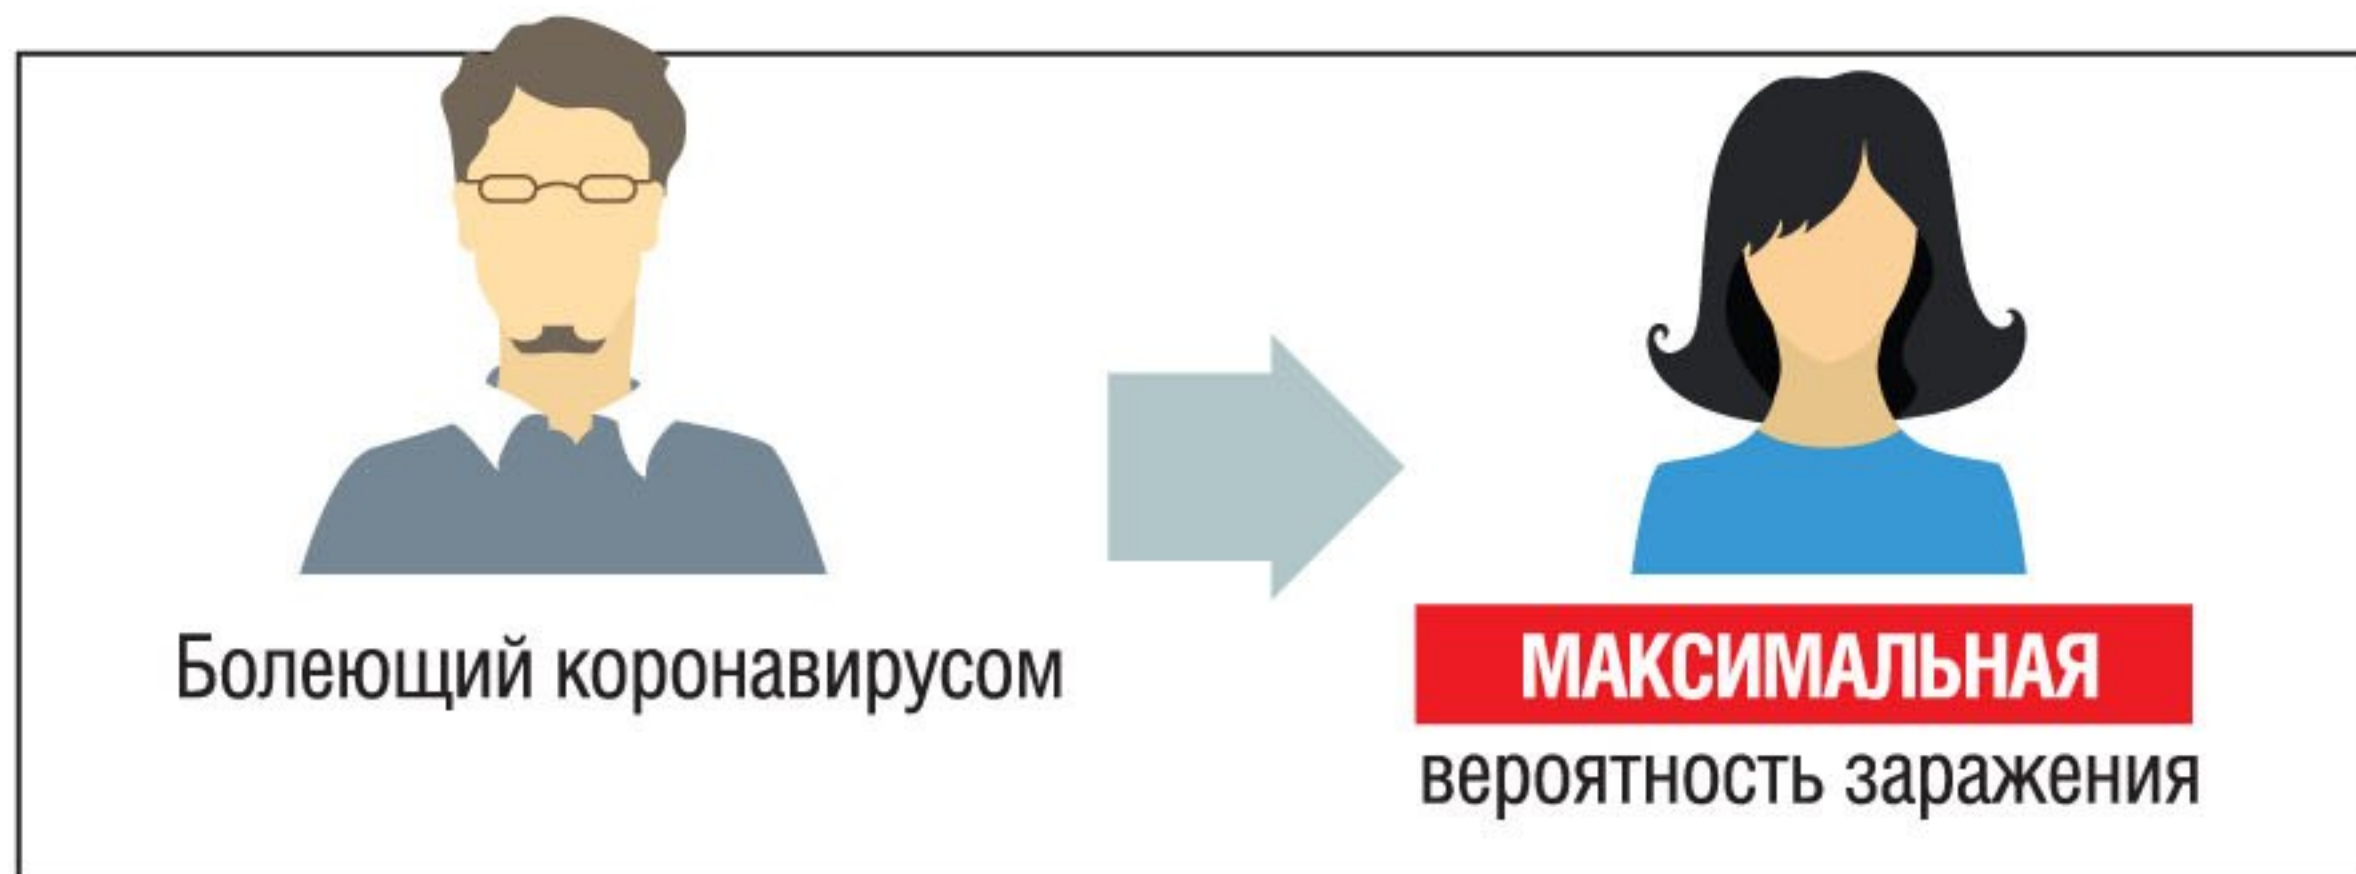 Болеющий коронавирусом
МАКСИМАЛЬНАЯ
вероятность заражения